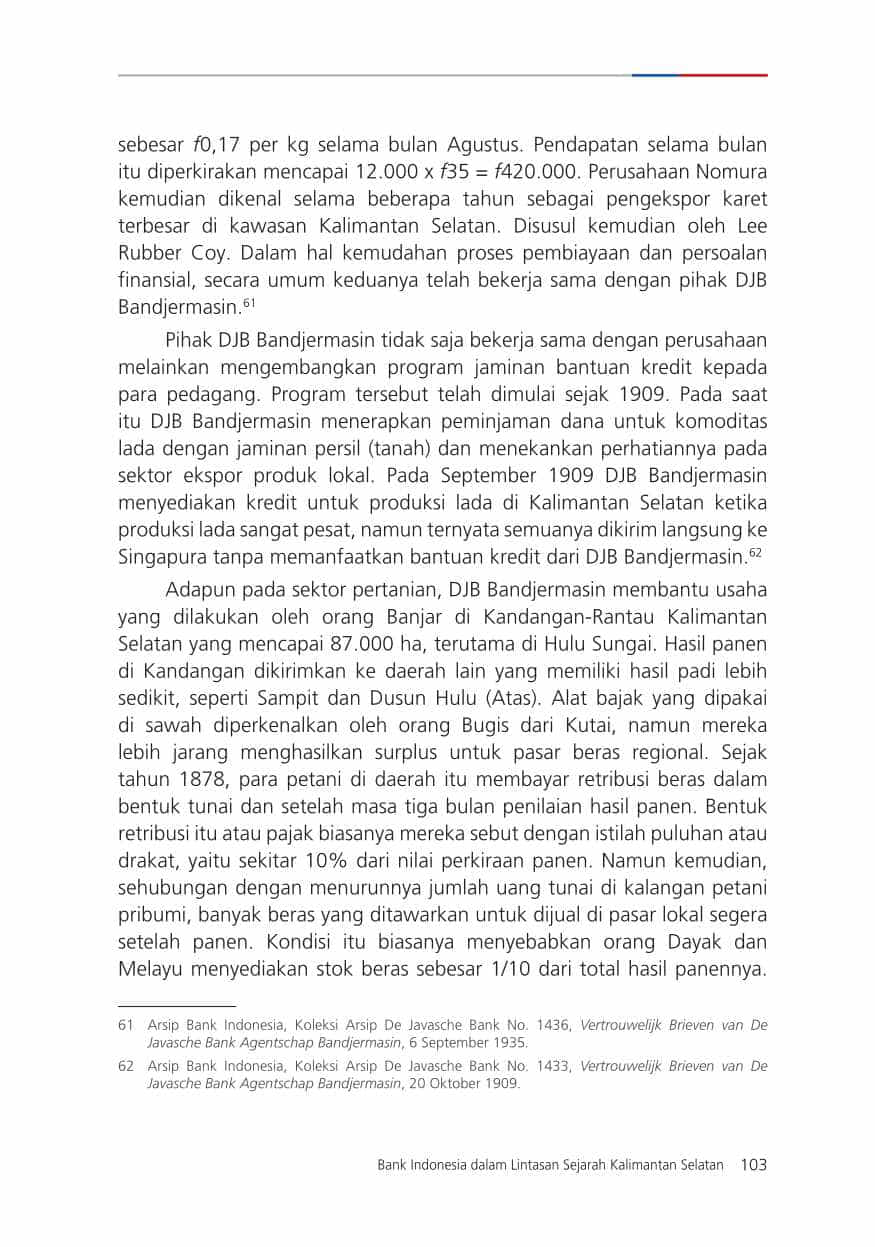 sebesar f0,17 per kg selama bulan Agustus. Pendapatan selama bulan
itu diperkirakan mencapai 12.000 x f35 = f420.000. Perusahaan Nomura
kemudian dikenal selama beberapa tahun sebagai pengekspor karet
terbesar di kawasan Kalimantan Selatan. Disusul kemudian oleh Lee
Rubber Coy. Dalam hal kemudahan proses pembiayaan dan persoalan
finansial, secara umum keduanya telah bekerja sama dengan pihak DJB
Bandjermasin.61
Pihak DJB Bandjermasin tidak saja bekerja sama dengan perusahaan
melainkan mengembangkan program jaminan bantuan kredit kepada
para pedagang. Program tersebut telah dimulai sejak 1909. Pada saat
itu DJB Bandjermasin menerapkan peminjaman dana untuk komoditas
lada dengan jaminan persil (tanah) dan menekankan perhatiannya pada
sektor ekspor produk lokal. Pada September 1909 DJB Bandjermasin
menyediakan kredit untuk produksi lada di Kalimantan Selatan ketika
produksi lada sangat pesat, namun ternyata semuanya dikirim langsung ke
Singapura tanpa memanfaatkan bantuan kredit dari DJB Bandjermasin.62
Adapun pada sektor pertanian, DJB Bandjermasin membantu usaha
yang dilakukan oleh orang Banjar di Kandangan-Rantau Kalimantan
Selatan yang mencapai 87.000 ha, terutama di Hulu Sungai. Hasil panen
di Kandangan dikirimkan ke daerah lain yang memiliki hasil padi lebih
sedikit, seperti Sampit dan Dusun Hulu (Atas). Alat bajak yang dipakai
di sawah diperkenalkan oleh orang Bugis dari Kutai, namun mereka
lebih jarang menghasilkan surplus untuk pasar beras regional. Sejak
tahun 1878, para petani di daerah itu membayar retribusi beras dalam
bentuk tunai dan setelah masa tiga bulan penilaian hasil panen. Bentuk
retribusi itu atau pajak biasanya mereka sebut dengan istilah puluhan atau
drakat, yaitu sekitar 10% dari nilai perkiraan panen. Namun kemudian,
sehubungan dengan menurunnya jumlah uang tunai di kalangan petani
pribumi, banyak beras yang ditawarkan untuk dijual di pasar lokal segera
setelah panen. Kondisi itu biasanya menyebabkan orang Dayak dan
Melayu menyediakan stok beras sebesar 1/10 dari total hasil panennya.
61 Arsip Bank Indonesia, Koleksi Arsip De Javasche Bank No. 1436, Vertrouwelijk Brieven van De
Javasche Bank Agentschap Bandjermasin, 6 September 1935.
62 Arsip Bank Indonesia, Koleksi Arsip De Javasche Bank No. 1433, Vertrouwelijk Brieven van De
Javasche Bank Agentschap Bandjermasin, 20 Oktober 1909.
Bank Indonesia dalam Lintasan Sejarah Kalimantan Selatan 103